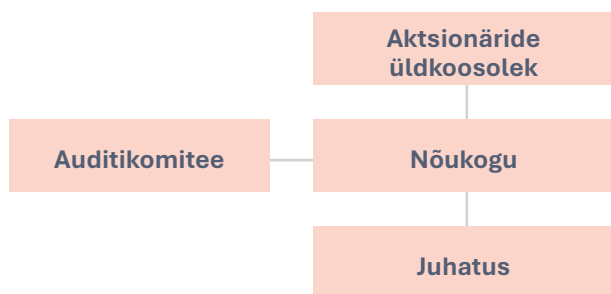 Aktsionäride
üldkoosolek
Auditikomitee
Nõukogu
Juhatus